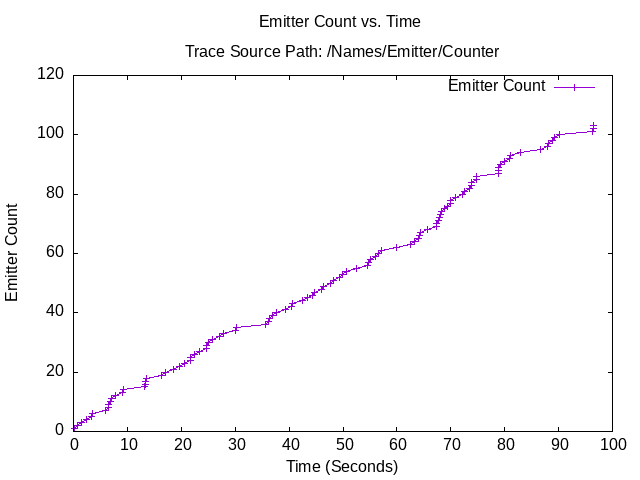 Emitter Count vs. Time
Trace Source Path: /Names/Emitter/Counter
Emitter Count
120
100
80
60
40
20
0
Emitter Count
0 10 20 30 40 50 60 70 80 90 100
Time (Seconds)